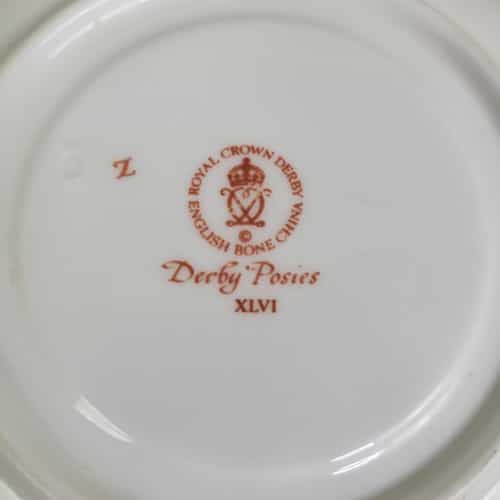 Z
ROYAL CROWN DERBY
ENGLISH BONE CHINA
©
Derby Posies
XLVI